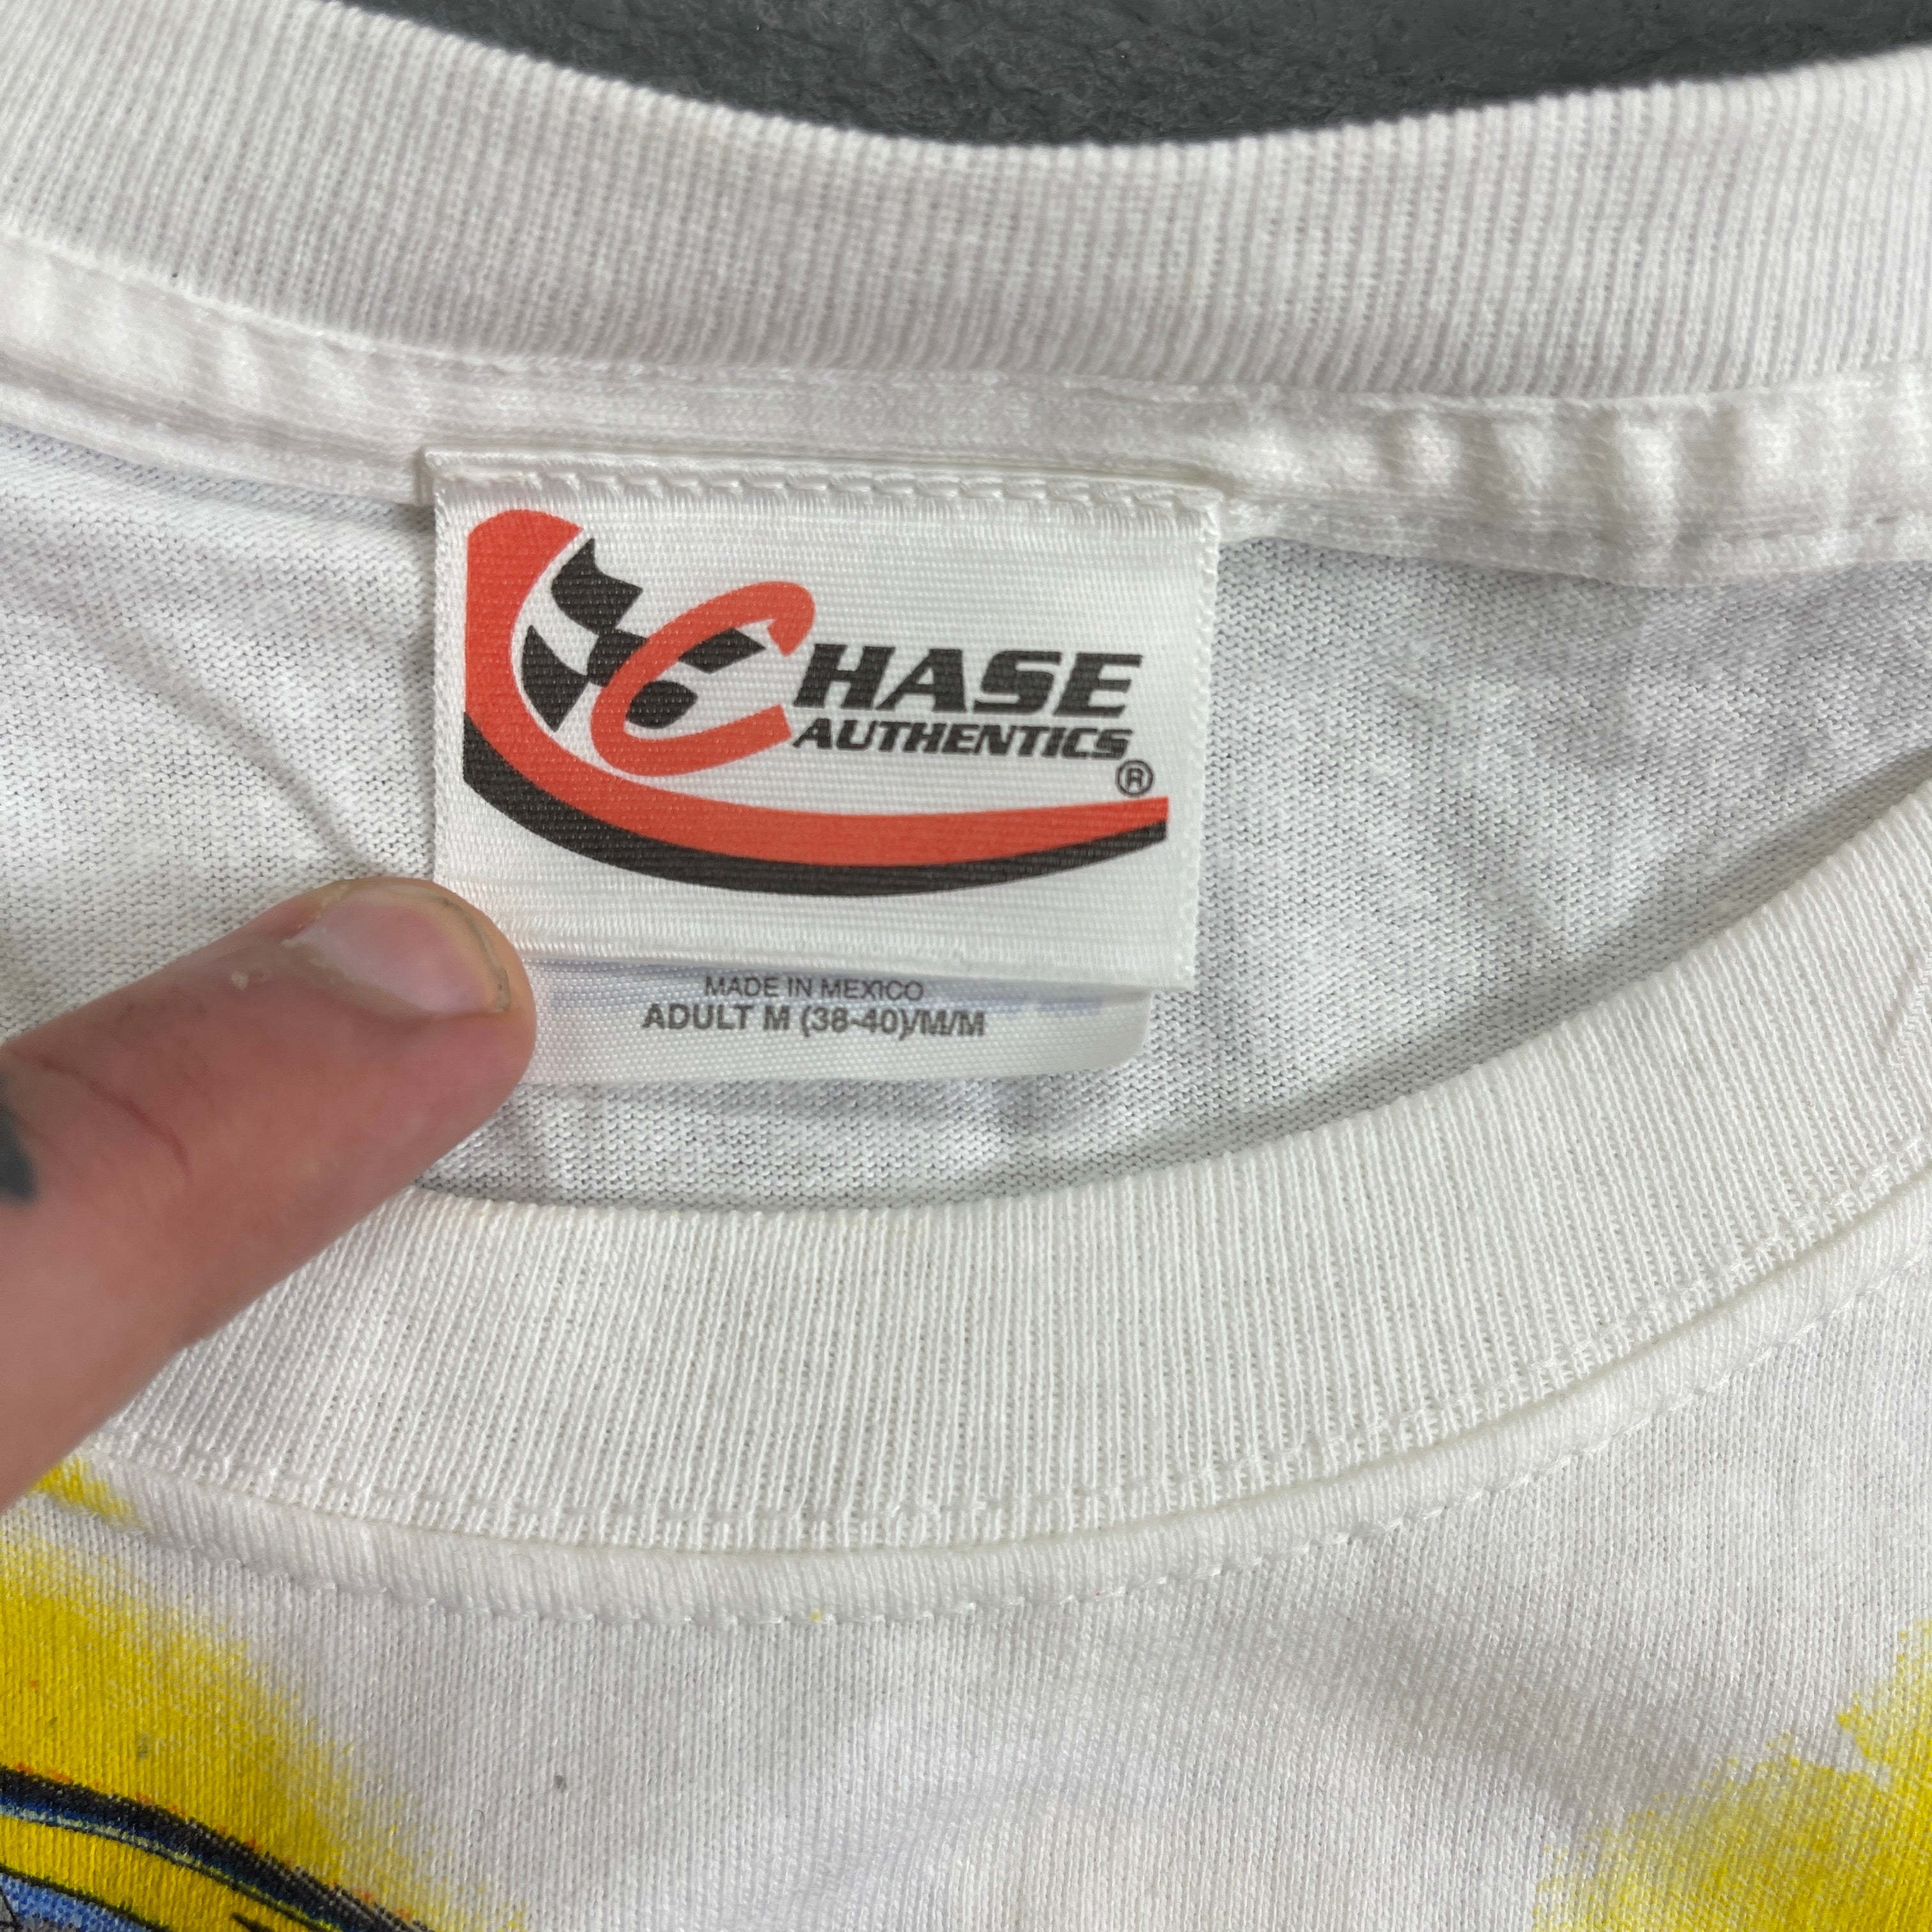 CHASE
AUTHENTICS
®
MADE IN MEXICO
ADULT M (38-40)/M/M